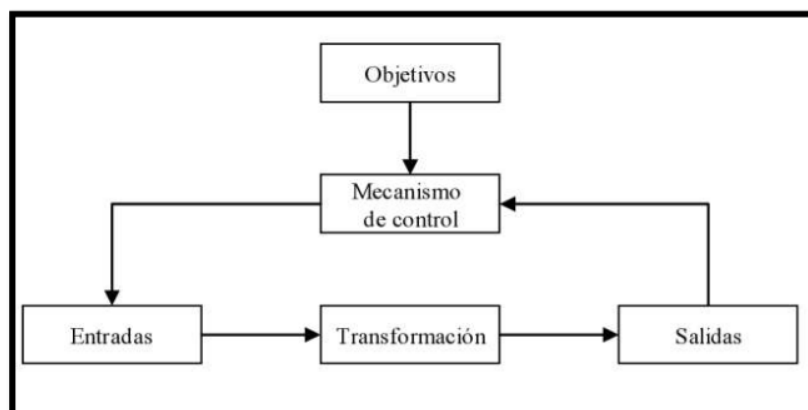 Objetivos
Mecanismo
de control
Entradas
Transformación
Salidas